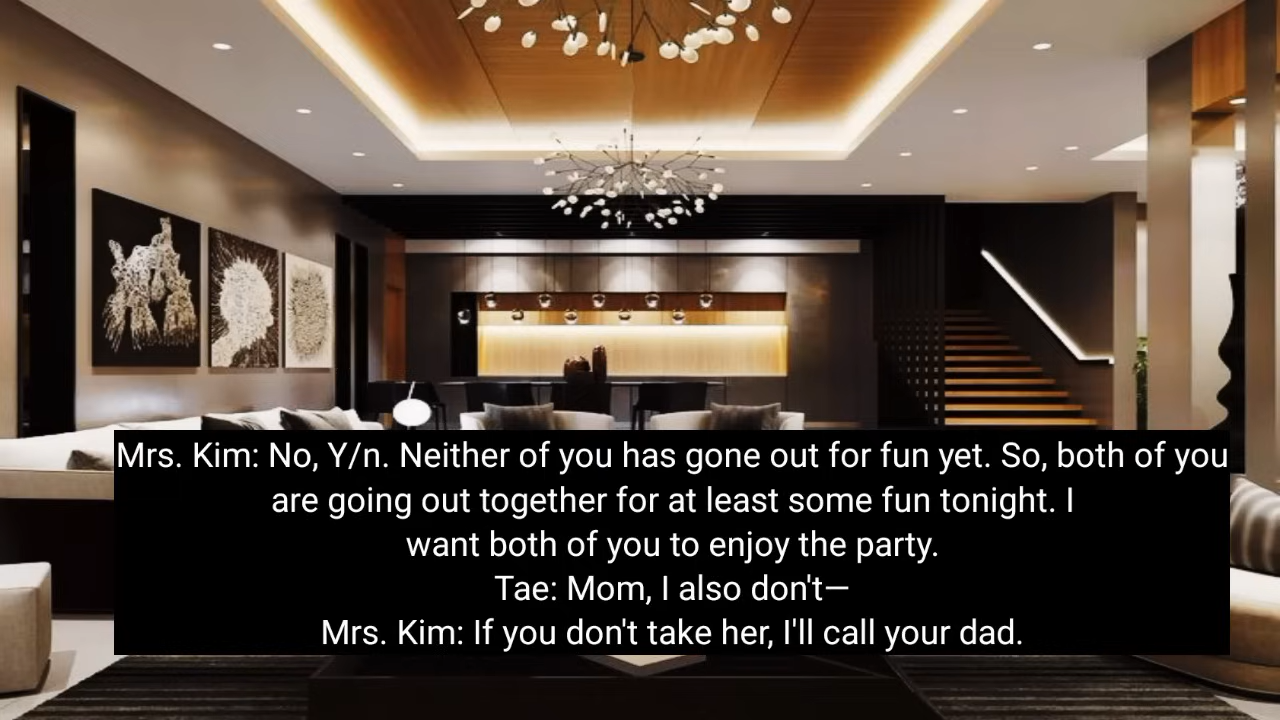 Mrs. Kim: No, Y/n. Neither of you has gone out for fun yet. So, both of you
are going out together for at least some fun tonight. I
want both of you to enjoy the party.
Tae: Mom, I also don't—
Mrs. Kim: If you don't take her, I'll call your dad.